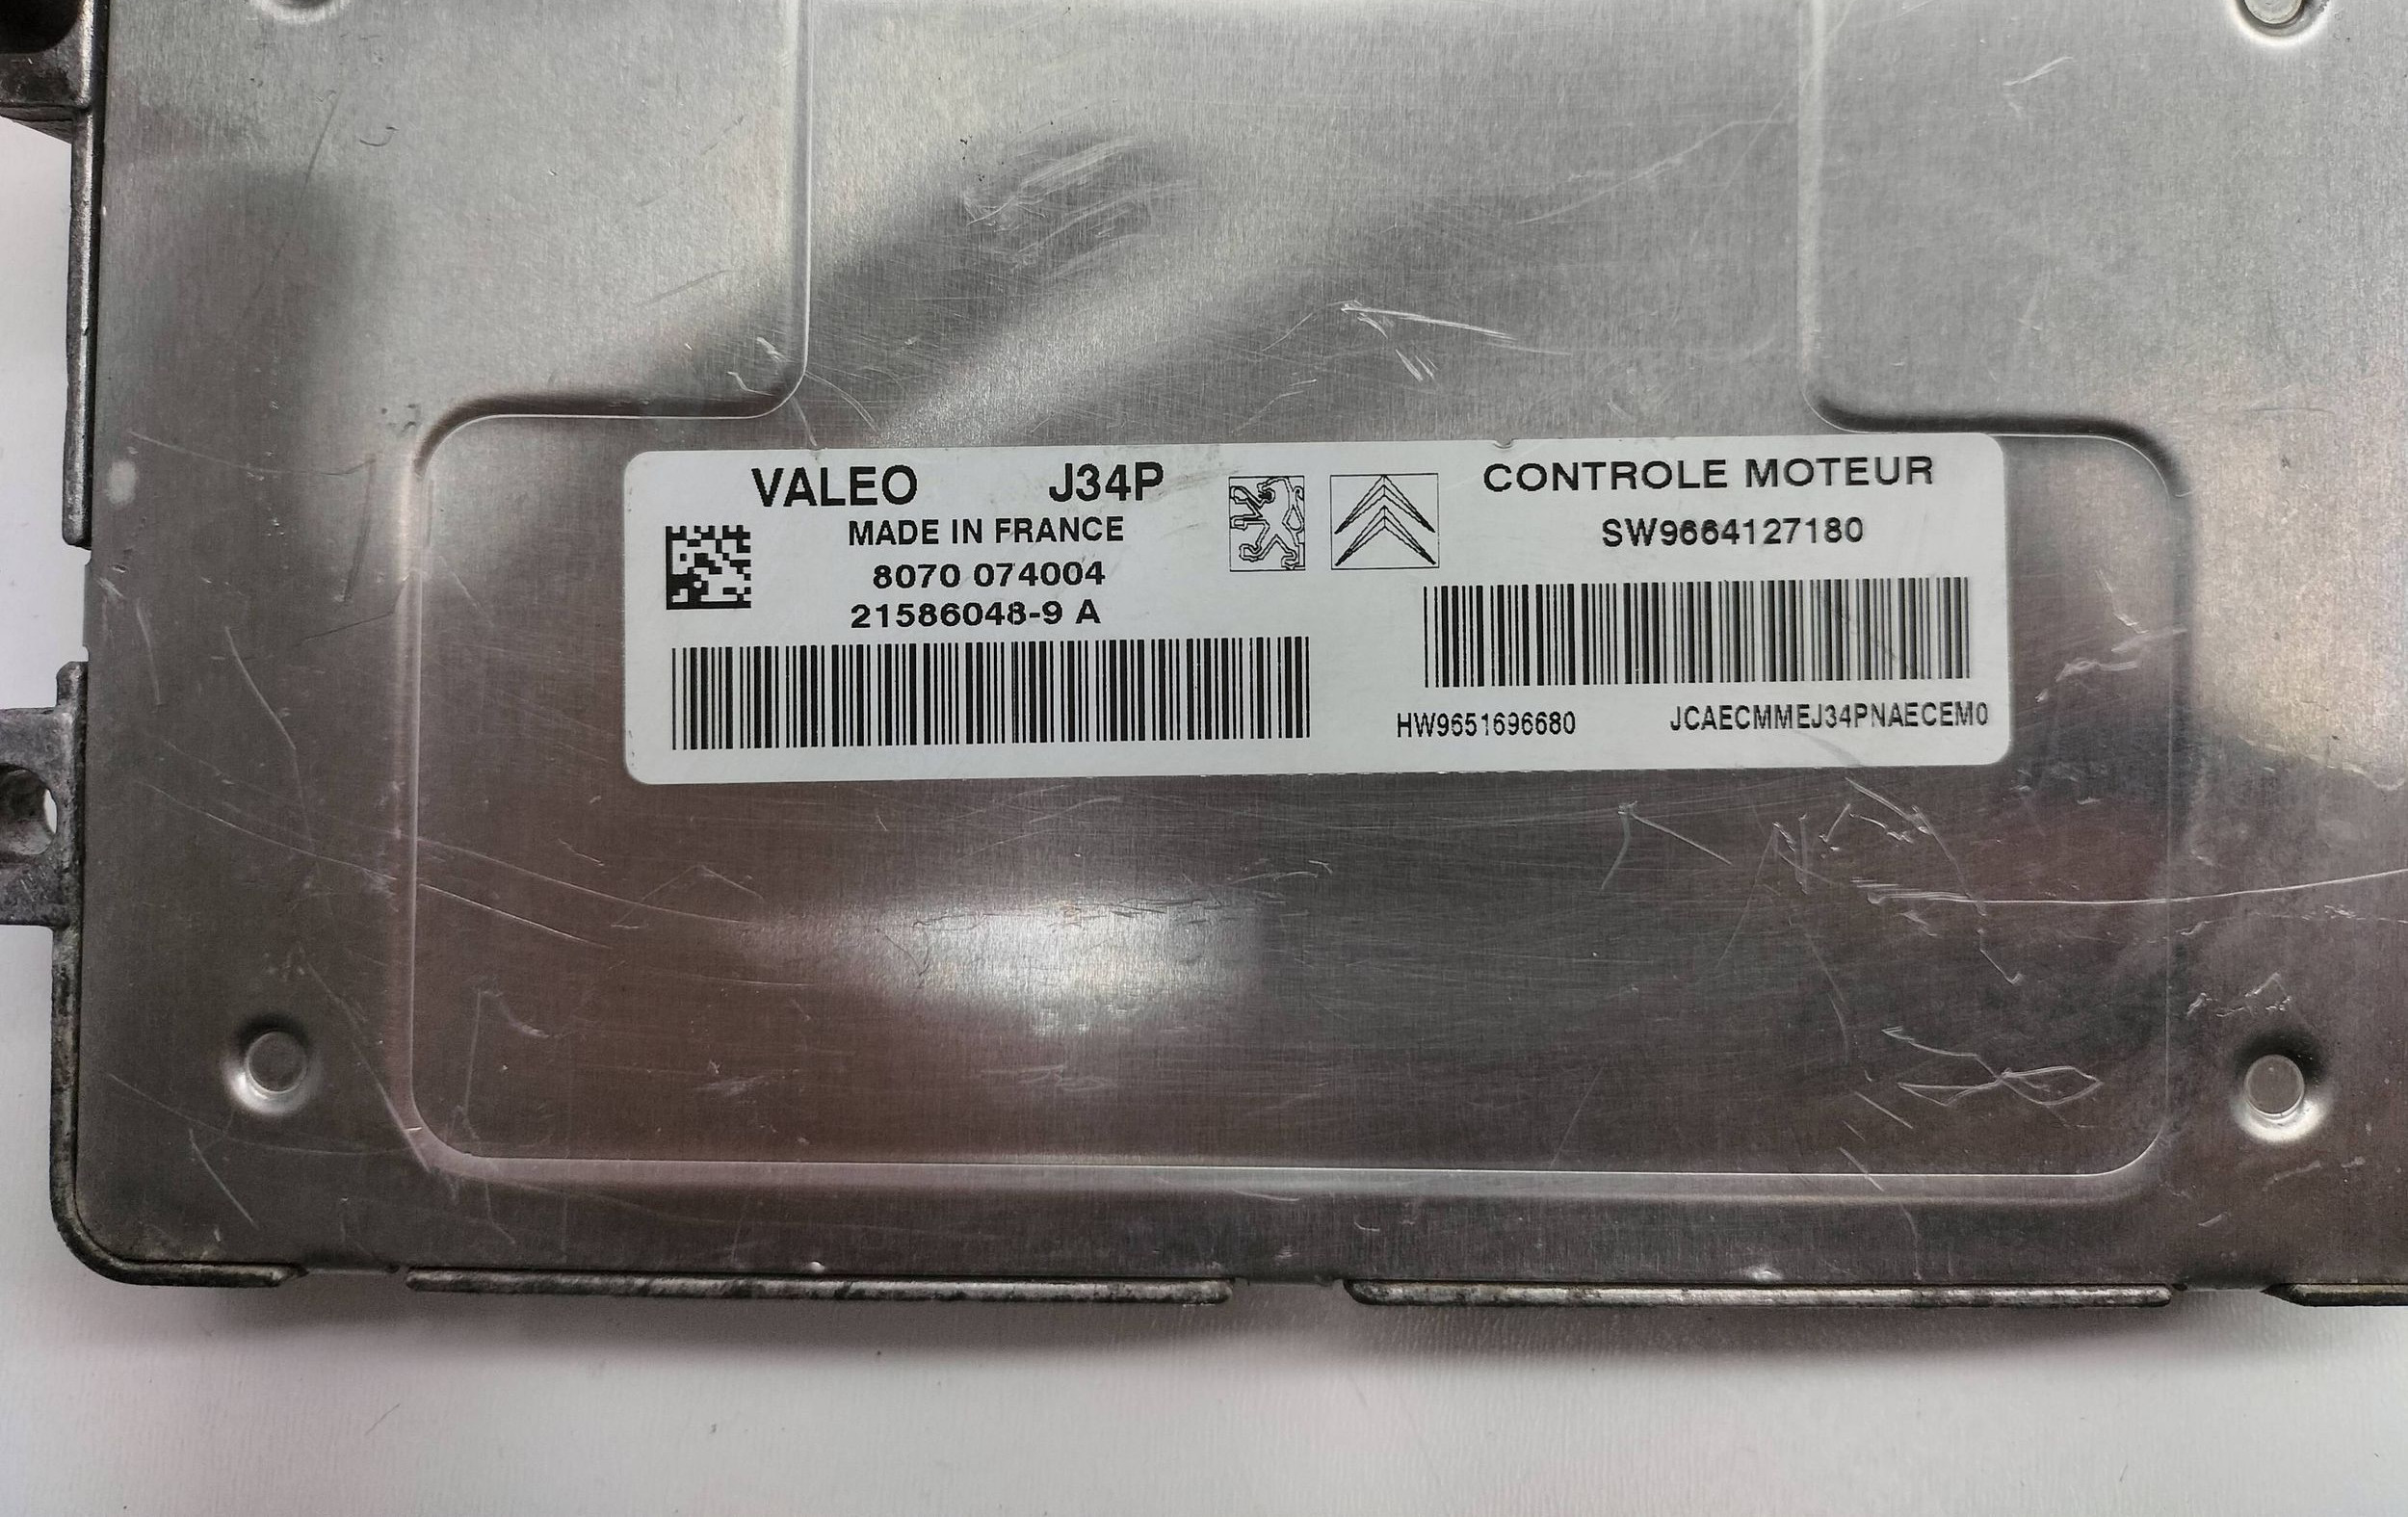 VALEO J34P
MADE IN FRANCE
8070 074004
21586048-9 A
CONTROLE MOTEUR
SW9664127180
HW9651696680 JCAECMMEJ34PNAECEM0